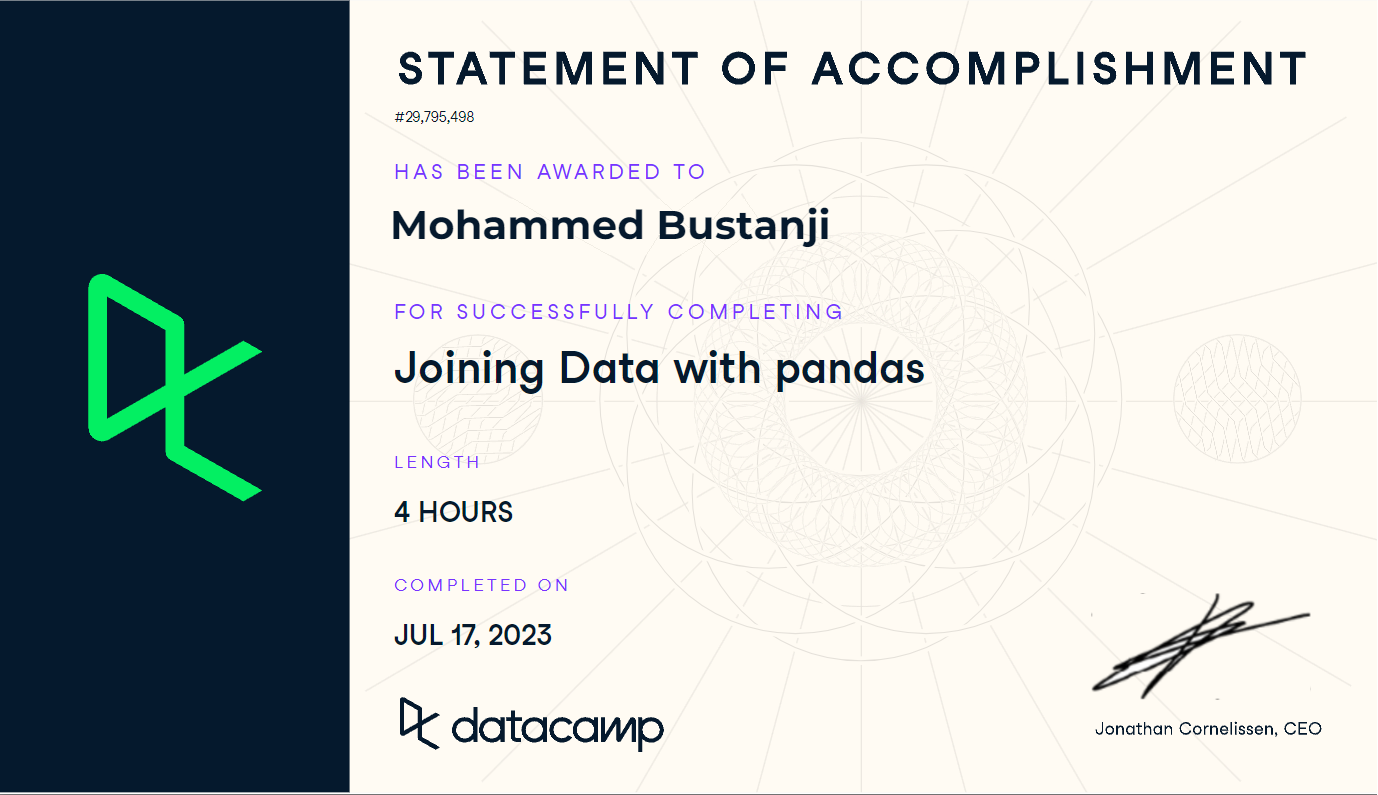 STATEMENT OF ACCOMPLISHMENT
#29,795,498
HAS BEEN AWARDED TO
Mohammed Bustanji
FOR SUCCESSFULLY COMPLETING
Joining Data with pandas
LENGTH
4 HOURS
COMPLETED ON
JUL 17, 2023
datacamp
Jonathan Cornelissen, CEO